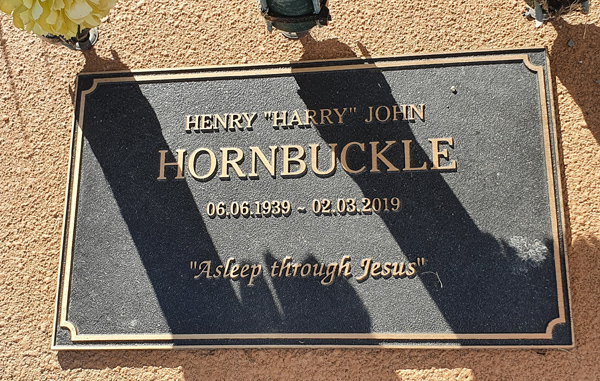 HENRY "HARRY" JOHN
HORNBUCKLE
06.06.1939 ~ 02.03.2019
"Asleep through Jesus"